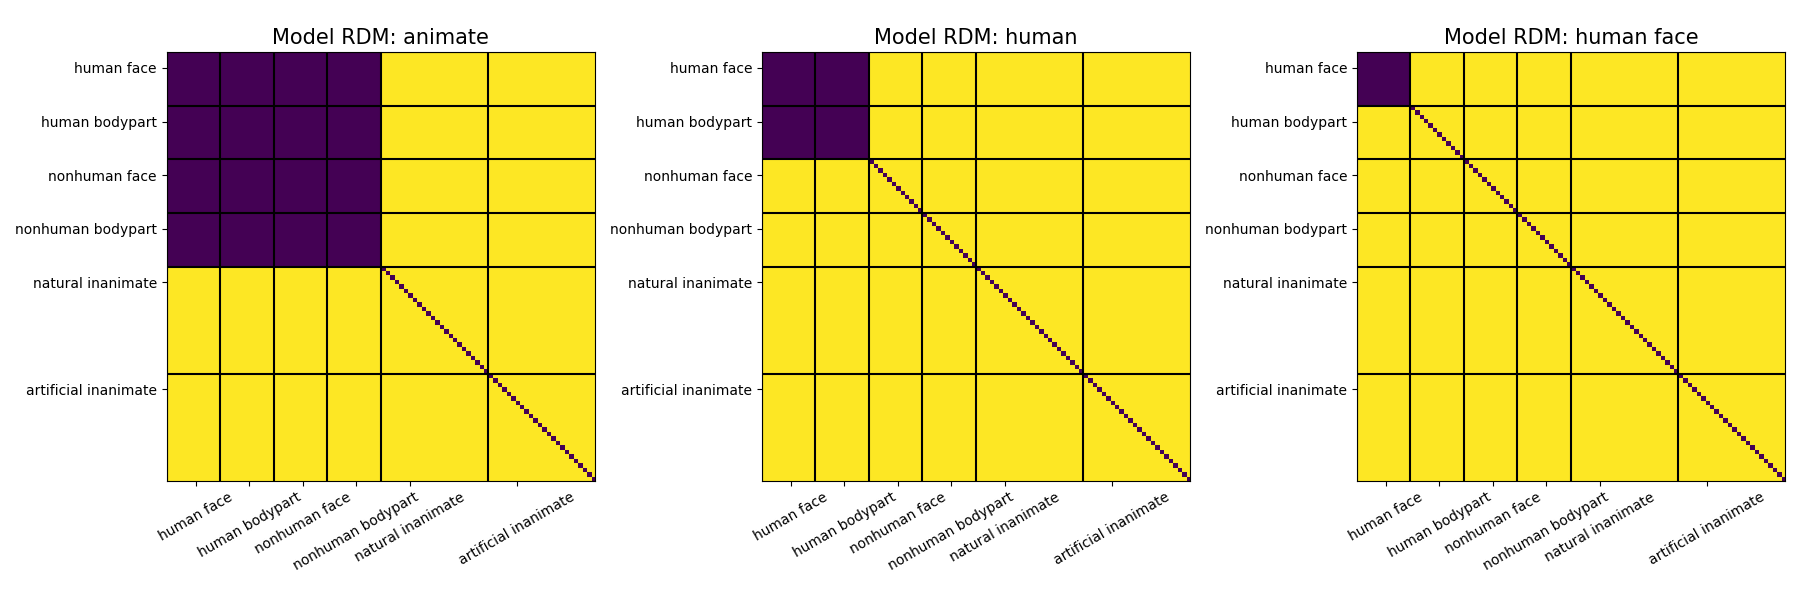 Model RDM: animate
human face
human bodypart
nonhuman face
nonhuman bodypart
natural inanimate
artificial inanimate
human face
human bodypart
nonhuman face
nonhuman bodypart
natural inanimate
artificial inanimate
Model RDM: human
human face
human bodypart
nonhuman face
nonhuman bodypart
natural inanimate
artificial inanimate
human face
human bodypart
nonhuman face
nonhuman bodypart
natural inanimate
artificial inanimate
Model RDM: human face
human face
human bodypart
nonhuman face
nonhuman bodypart
natural inanimate
artificial inanimate
human face
human bodypart
nonhuman face
nonhuman bodypart
natural inanimate
artificial inanimate